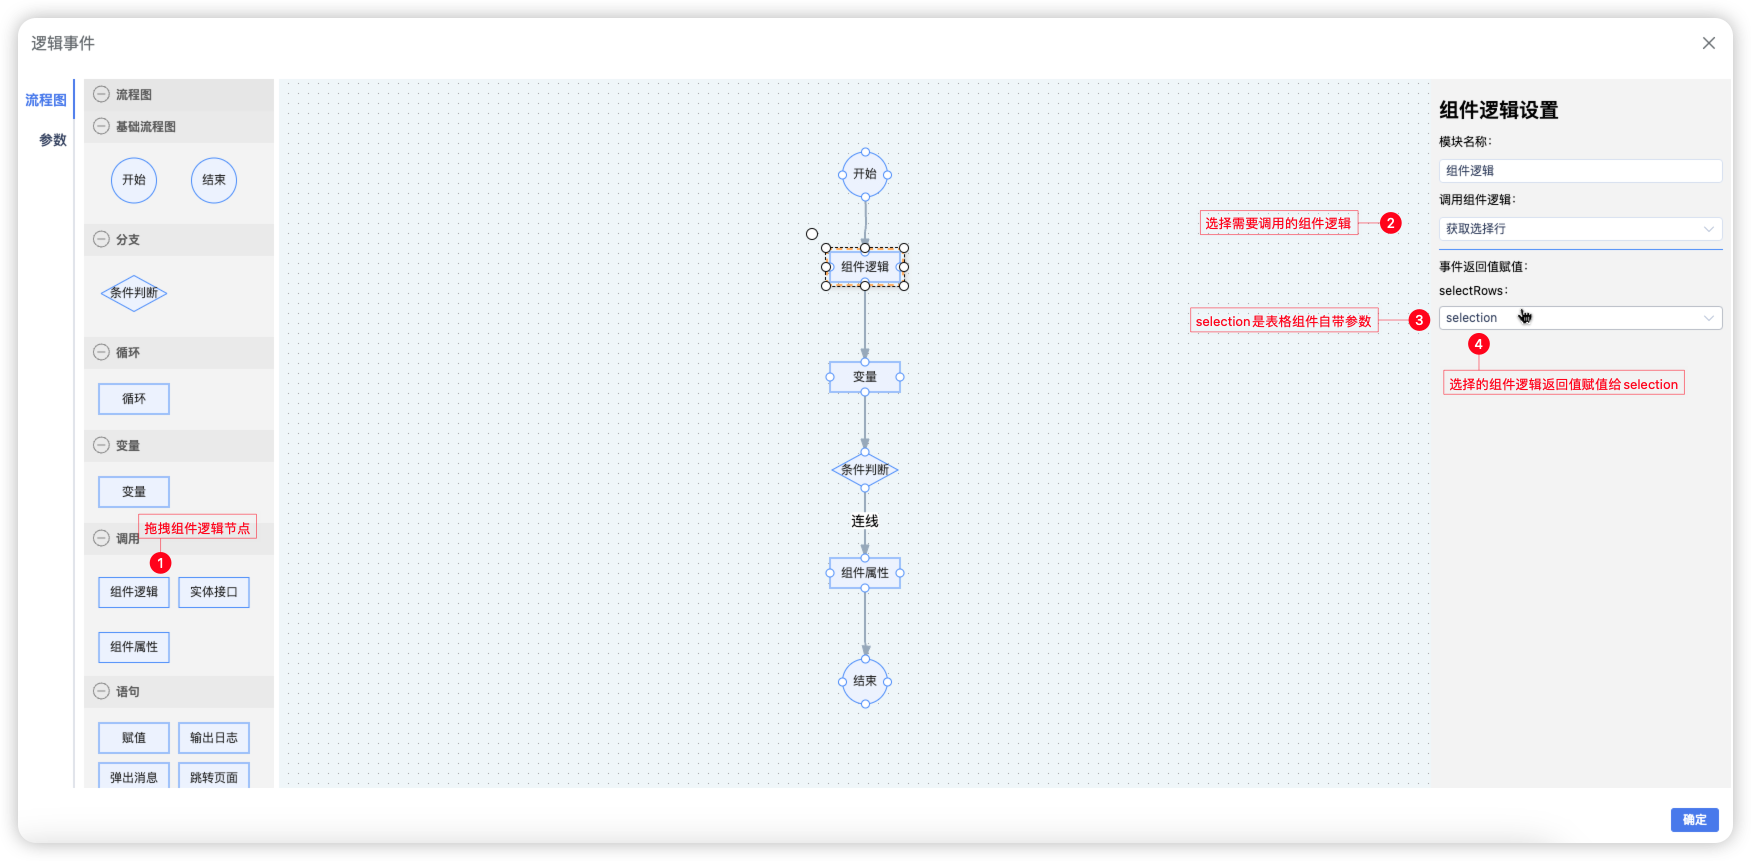 逻辑事件
流程图
参数
流程图
基础流程图
开始
结束
分支
条件判断
循环
循环
变量
变量
调用
拖拽组件逻辑节点
1
组件逻辑
实体接口
组件属性
语句
赋值
输出日志
弹出消息
跳转页面
开始
组件逻辑
变量
条件判断
连线
组件属性
结束
选择需要调用的组件逻辑
2
selection是表格组件自带参数
3
组件逻辑设置
模块名称:
组件逻辑
调用组件逻辑:
获取选择行
事件返回值赋值:
selectRows:
selection
4
选择的组件逻辑返回值赋值给selection
确定